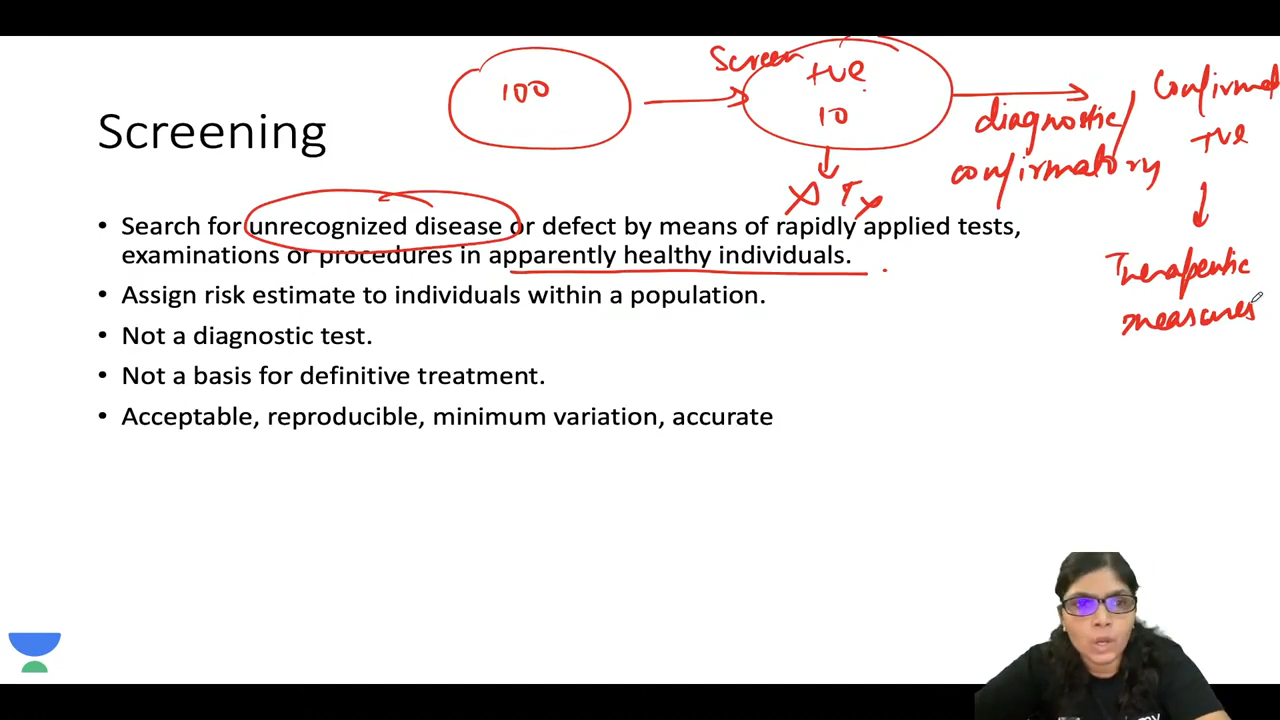 100
Screen
+ve
10
X Tx
diagnostic/
confirmatory
Confirmed
+ve
Therapeutic
measures
Screening
• Search for unrecognized disease or defect by means of rapidly applied tests,
examinations or procedures in apparently healthy individuals.
• Assign risk estimate to individuals within a population.
• Not a diagnostic test.
• Not a basis for definitive treatment.
• Acceptable, reproducible, minimum variation, accurate